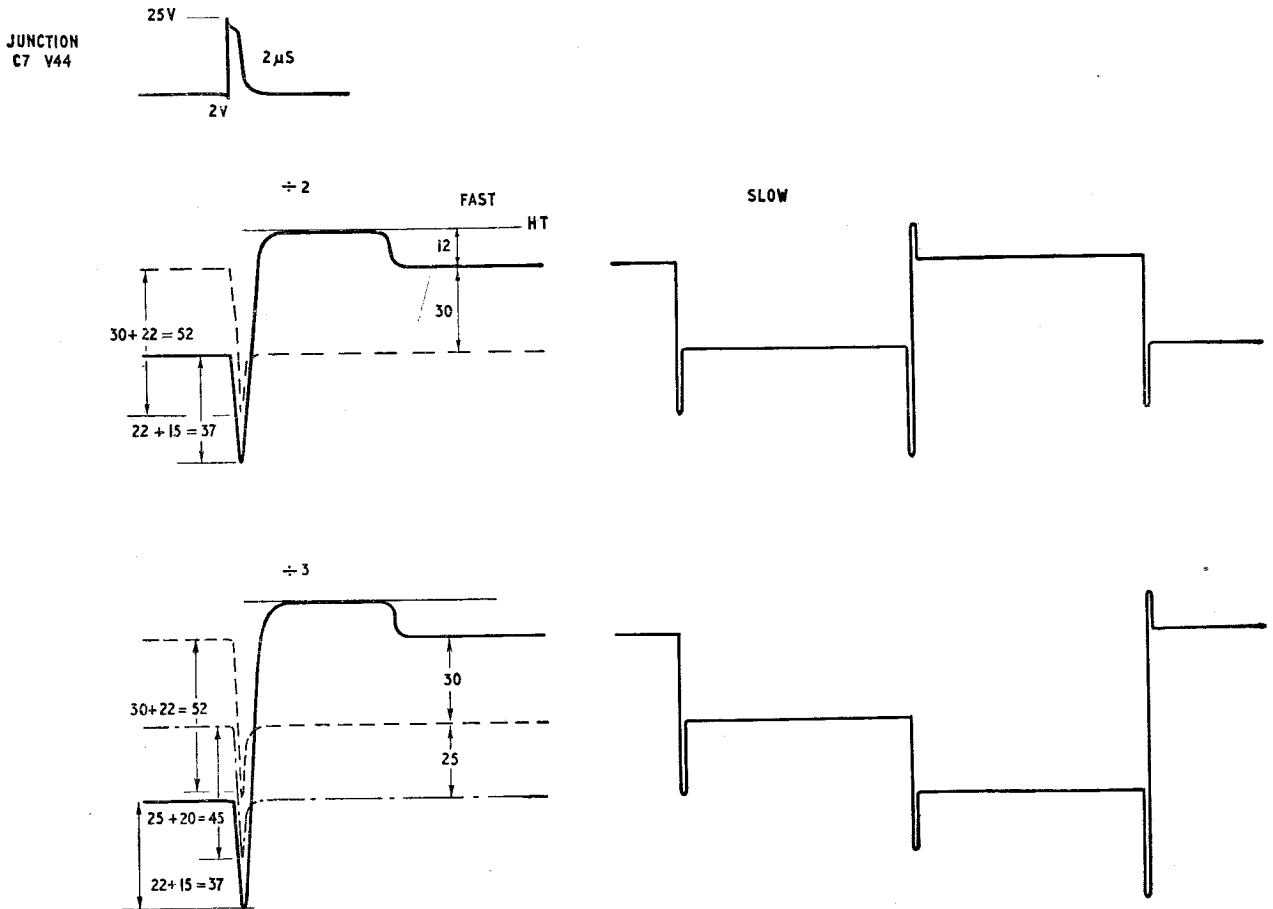 25V
JUNCTION
C7 V44
2µS
2V
÷2
FAST
SLOW
HT
12
30
30+22=52
22+15=37
÷3
30
30+22=52
25
25+20=45
22+15=37